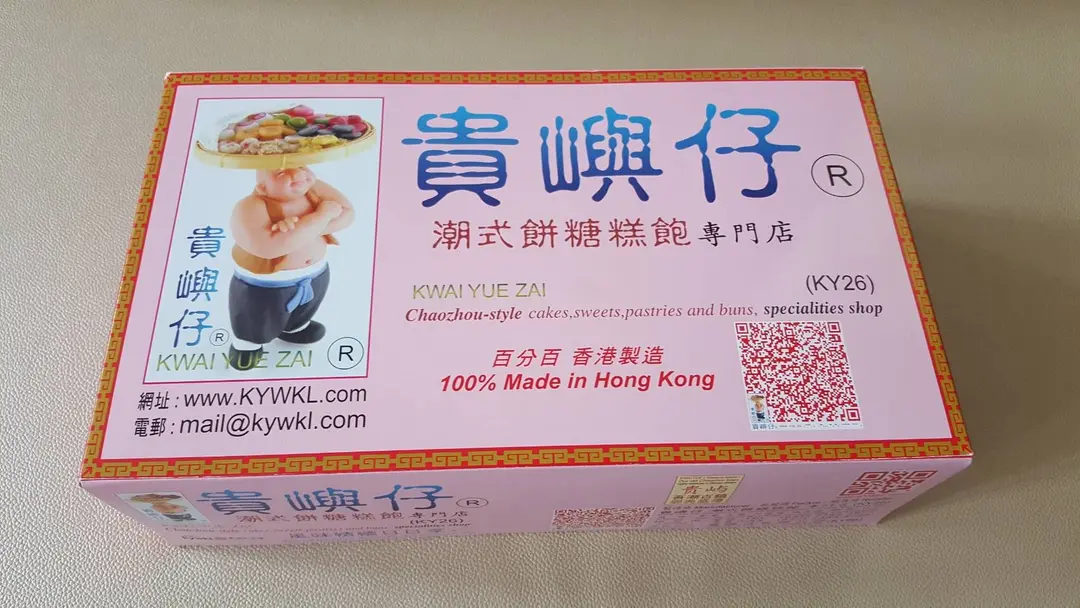 貴嶼仔
®
潮式餅糖糕飽專門店
KWAI YUE ZAI
(KY26)
Chaozhou-style cakes,sweets,pastries and buns, specialities shop
百分百 香港製造
100% Made in Hong Kong
貴嶼仔®
KWAI YUE ZAI ®
網址 : www.KYWKL.com
電郵 : mail@kywkl.com
貴嶼仔®
潮式餅糖糕飽專門店
(KY26)
specialities shop